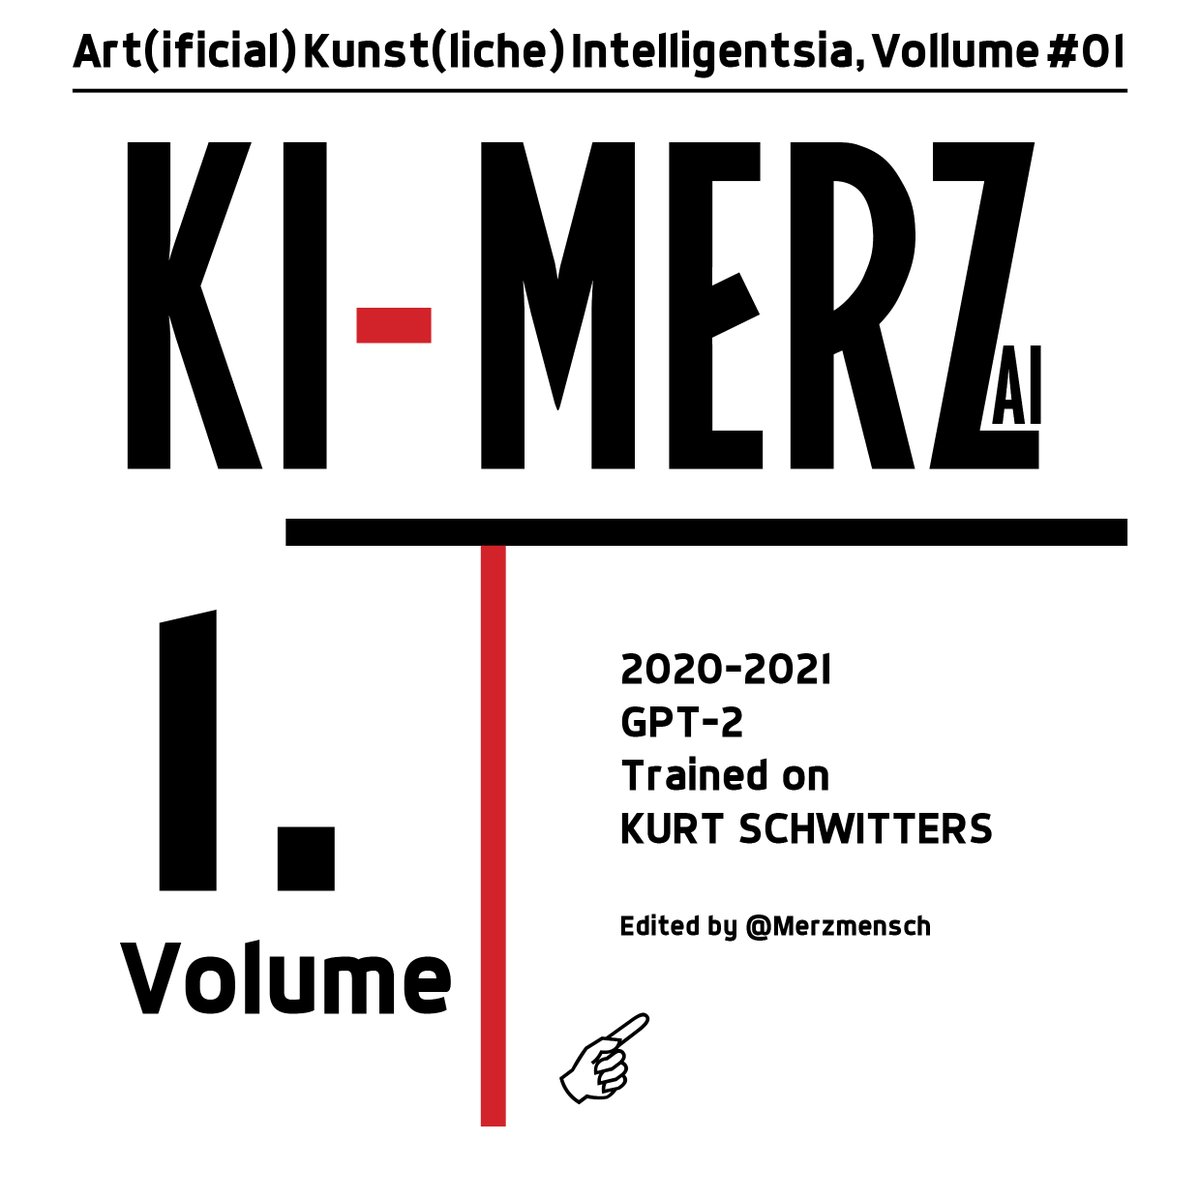 Art(ificial) Kunst(liche) Intelligentsia, Vollume #01
KI-MERZ
AI
1.
Volume
2020-2021
GPT-2
Trained on
KURT SCHWITTERS
Edited by @Merzmensch